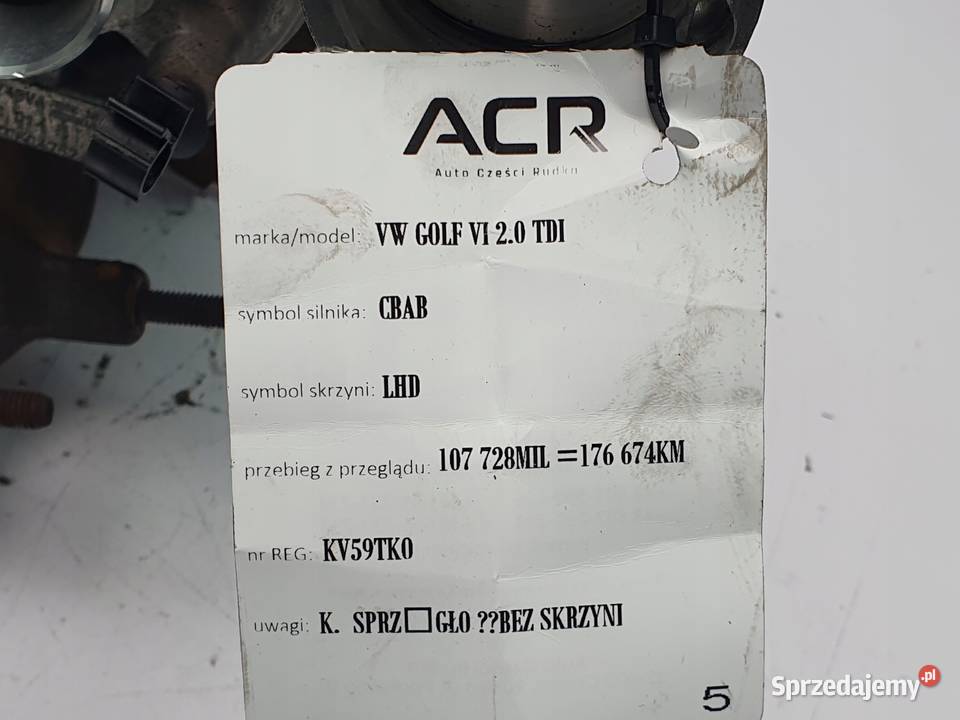 ACR
Auto Części Rudka
marka/model: VW GOLF VI 2.0 TDI
symbol silnika: CBAB
symbol skrzyni: LHD
przebieg z przeglądu: 107 728MIL =176 674KM
nr REG: KV59TKO
uwagi: K. SPRZ□GŁO ??BEZ SKRZYNI
5
Sprzedajemy.pl